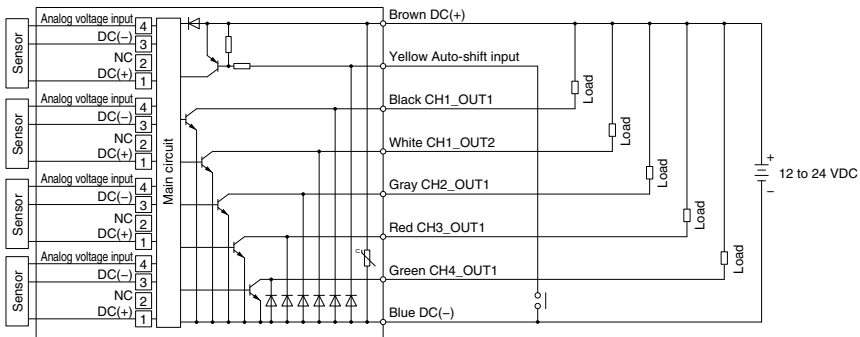 Sensor
Analog voltage input 4
DC(−) 3
NC 2
DC(+) 1
Sensor
Analog voltage input 4
DC(−) 3
NC 2
DC(+) 1
Sensor
Analog voltage input 4
DC(−) 3
NC 2
DC(+) 1
Sensor
Analog voltage input 4
DC(−) 3
NC 2
DC(+) 1
Main circuit
Brown DC(+)
Yellow Auto-shift input
Black CH1_OUT1
White CH1_OUT2
Gray CH2_OUT1
Red CH3_OUT1
Green CH4_OUT1
Blue DC(−)
Load
Load
Load
Load
Load
+
12 to 24 VDC
−